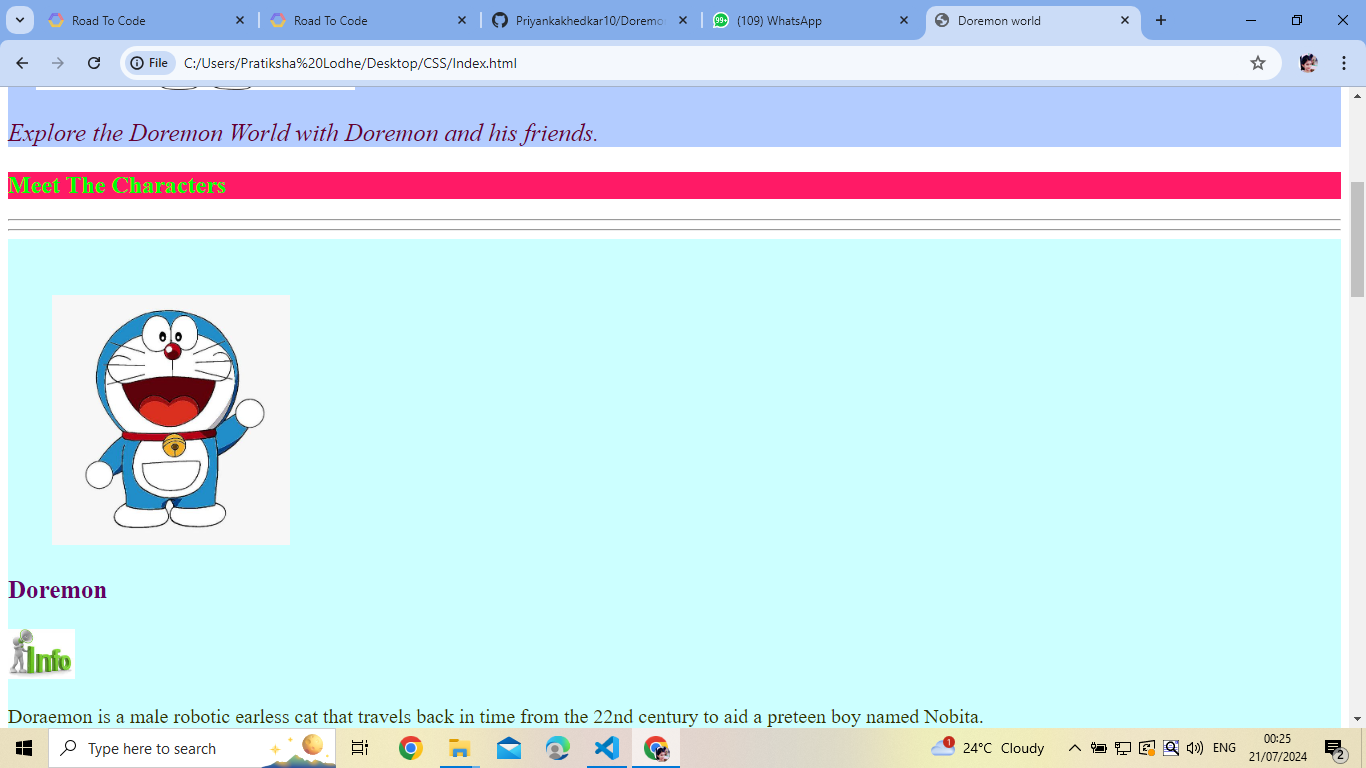 Road To Code
Road To Code
Priyankakhedkar10/Doremo
99+
(109) WhatsApp
Doremon world
File
C:/Users/Pratiksha%20Lodhe/Desktop/CSS/Index.html
Explore the Doremon World with Doremon and his friends.
Meet The Characters
Doremon
Info
Doraemon is a male robotic earless cat that travels back in time from the 22nd century to aid a preteen boy named Nobita.
Type here to search
1
24°C Cloudy
ENG
00:25
21/07/2024
2